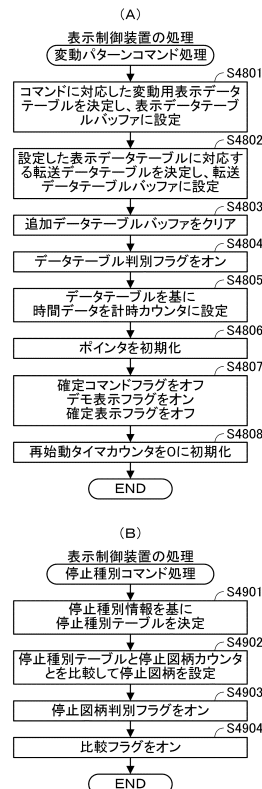 (A)
表示制御装置の処理
変動パターンコマンド処理
S4801
コマンドに対応した変動用表示データ
テーブルを決定し、表示データテーブ
ルバッファに設定
S4802
設定した表示データテーブルに対応す
る転送データテーブルを決定し、転送
データテーブルバッファに設定
S4803
追加データテーブルバッファをクリア
S4804
データテーブル判別フラグをオン
S4805
データテーブルを基に
時間データを計時カウンタに設定
S4806
ポインタを初期化
S4807
確定コマンドフラグをオフ
デモ表示フラグをオン
確定表示フラグをオフ
S4808
再始動タイマカウンタを0に初期化
END
(B)
表示制御装置の処理
停止種別コマンド処理
S4901
停止種別情報を基に
停止種別テーブルを決定
S4902
停止種別テーブルと停止図柄カウンタ
とを比較して停止図柄を設定
S4903
停止図柄判別フラグをオン
S4904
比較フラグをオン
END